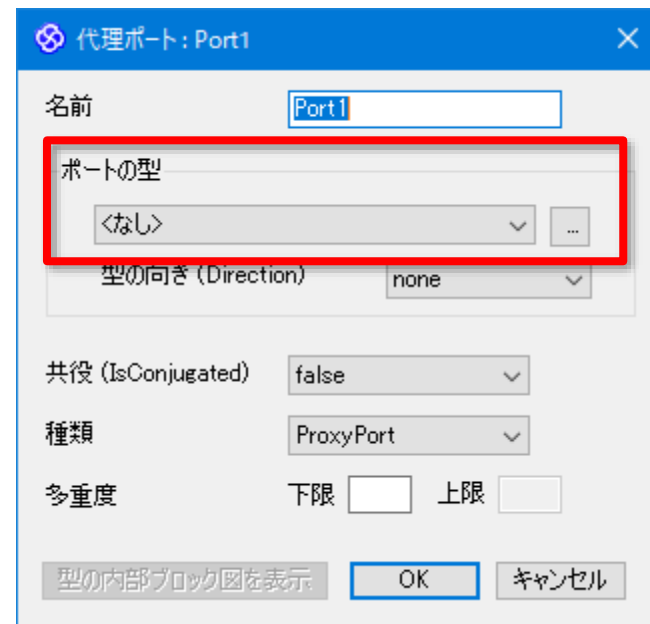 代理ポート : Port1
名前 Port1
ポートの型
<なし> ...
型の向き (Direction) none
共役 (IsConjugated) false
種類 ProxyPort
多重度 下限 上限
型の内部ブロック図を表示 OK キャンセル